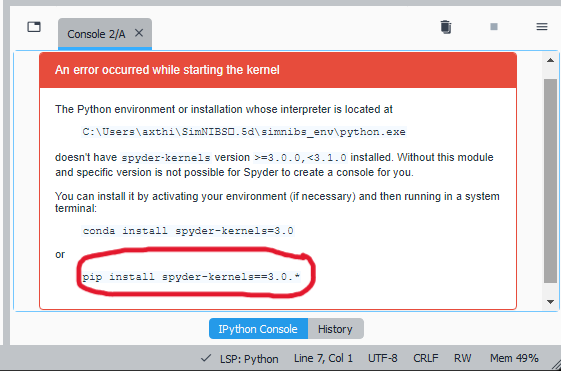 Console 2/A
An error occurred while starting the kernel
The Python environment or installation whose interpreter is located at
C:\Users\axthi\SimNIBS□.5d\simnibs_env\python.exe
doesn't have spyder-kernels version >=3.0.0,<3.1.0 installed. Without this module
and specific version is not possible for Spyder to create a console for you.
You can install it by activating your environment (if necessary) and then running in a system
terminal:
conda install spyder-kernels=3.0
or
pip install spyder-kernels==3.0.*
IPython Console History
LSP: Python Line 7, Col 1 UTF-8 CRLF RW Mem 49%